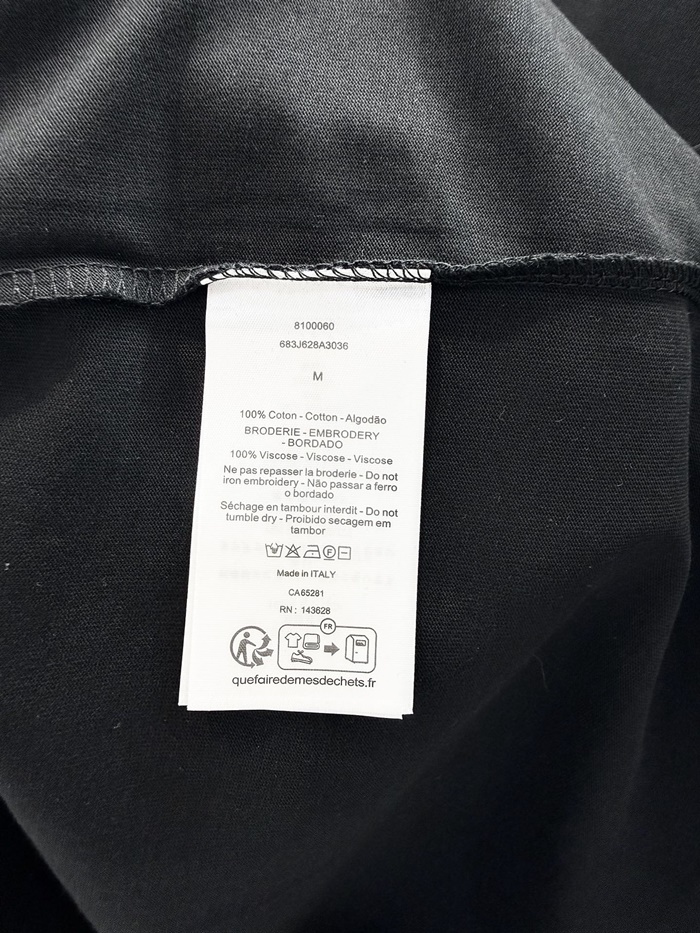 8100060
683J628A3036
M
100% Coton - Cotton - Algodão
BRODERIE - EMBRODERY
- BORDADO
100% Viscose - Viscose - Viscose
Ne pas repasser la broderie - Do not
iron embroidery - Não passar a ferro
o bordado
Séchage en tambour interdit - Do not
tumble dry - Proibido secagem em
tambor
F
Made in ITALY
CA65281
RN : 143628
FR
quefairedemesdechets.fr